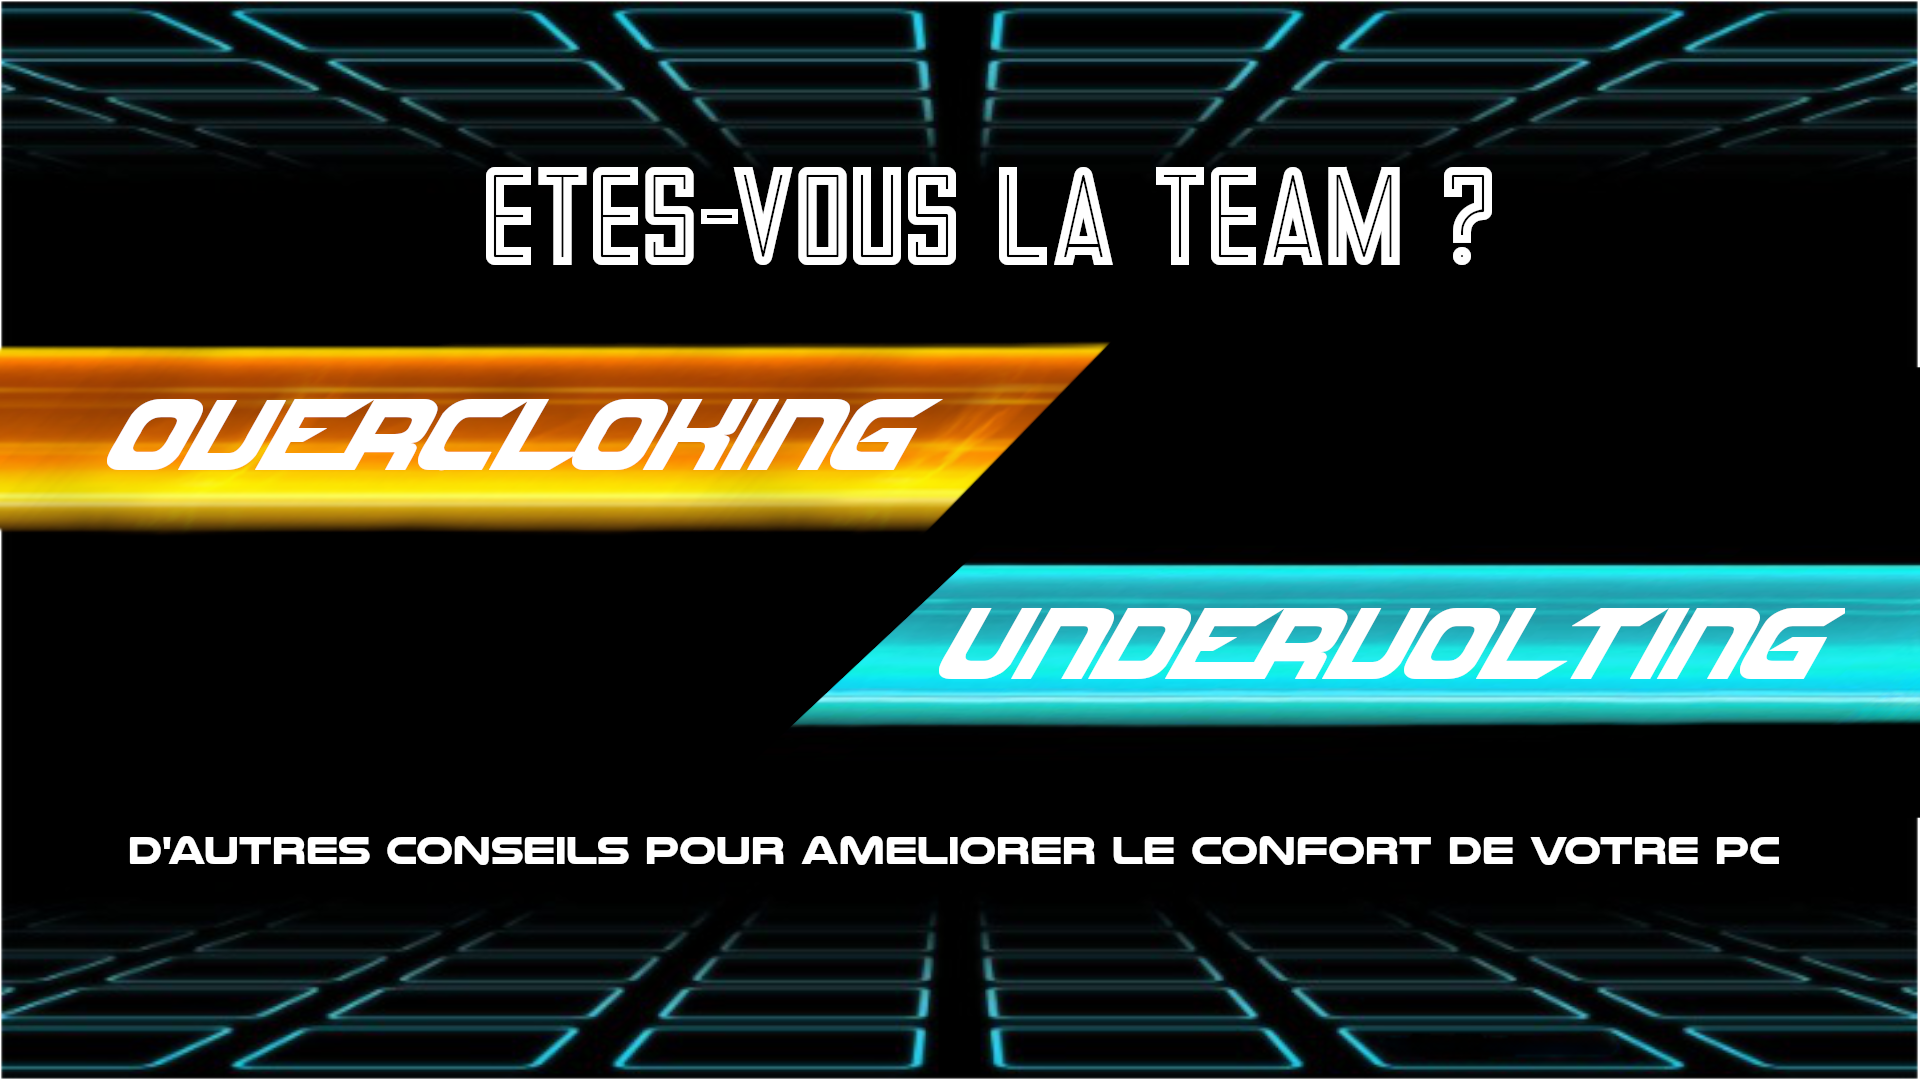 ETES-VOUS LA TEAM ?
OVERCLOKING
UNDERVOLTING
D'AUTRES CONSEILS POUR AMELIORER LE CONFORT DE VOTRE PC